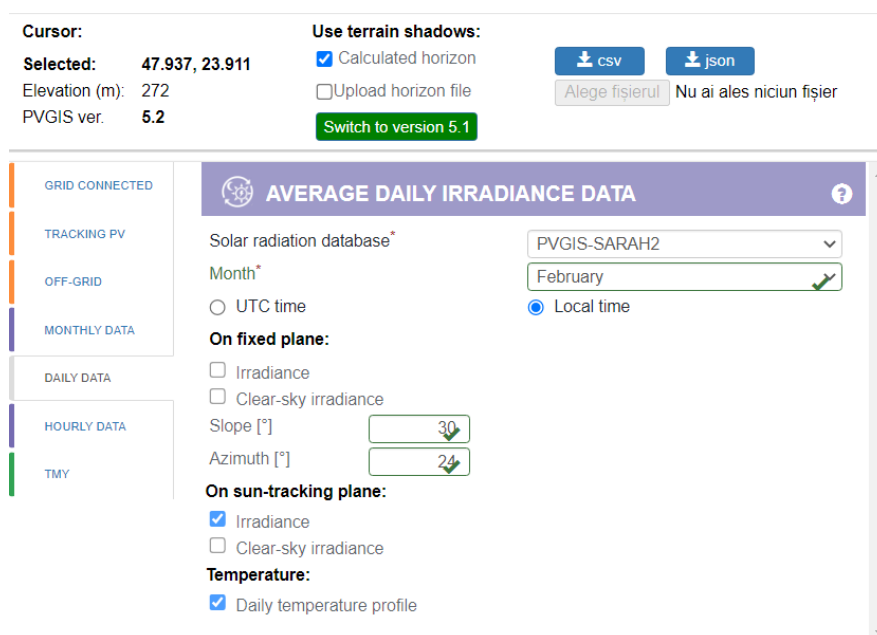 Cursor:
Selected: 47.937, 23.911
Elevation (m): 272
PVGIS ver. 5.2
Use terrain shadows:
Calculated horizon
Upload horizon file
Switch to version 5.1
csv json
Alege fișierul Nu ai ales niciun fișier
GRID CONNECTED
TRACKING PV
OFF-GRID
MONTHLY DATA
DAILY DATA
HOURLY DATA
TMY
AVERAGE DAILY IRRADIANCE DATA ?
Solar radiation database* PVGIS-SARAH2
Month* February
UTC time Local time
On fixed plane:
Irradiance
Clear-sky irradiance
Slope [°] 30
Azimuth [°] 24
On sun-tracking plane:
Irradiance
Clear-sky irradiance
Temperature:
Daily temperature profile